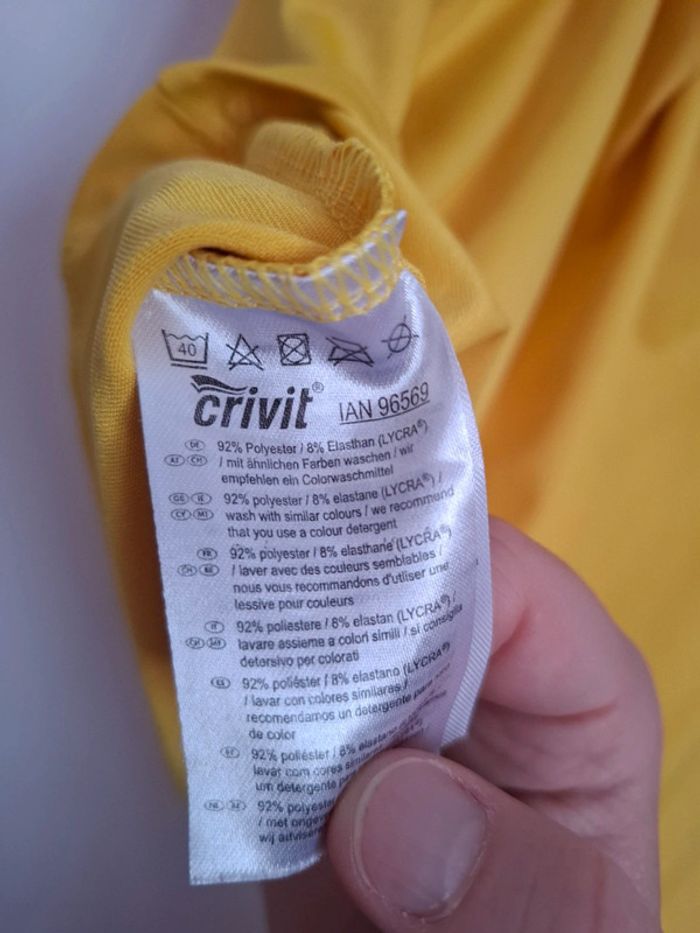 40
crivit® IAN 96569
DE 92% Polyester / 8% Elasthan (LYCRA®)
AT CH / mit ähnlichen Farben waschen / wir
empfehlen ein Colorwaschmittel
GB IE 92% polyester / 8% elastane (LYCRA®) /
CY MT wash with similar colours / we recommend
that you use a colour detergent
FR 92% polyester / 8% elasthane (LYCRA®)
CH BE / laver avec des couleurs semblables /
nous vous recommandons d'utiliser une
lessive pour couleurs
IT 92% poliestere / 8% elastan (LYCRA®) /
CH MT lavare assieme a colori simili / si consiglia
detersivo per colorati
ES 92% poliéster / 8% elastano (LYCRA®)
/ lavar con colores similares /
recomendamos un detergente para
de color
PT 92% poliéster / 8% elastano
lavar com cores
um detergente
NL BE 92%
/ met
wij